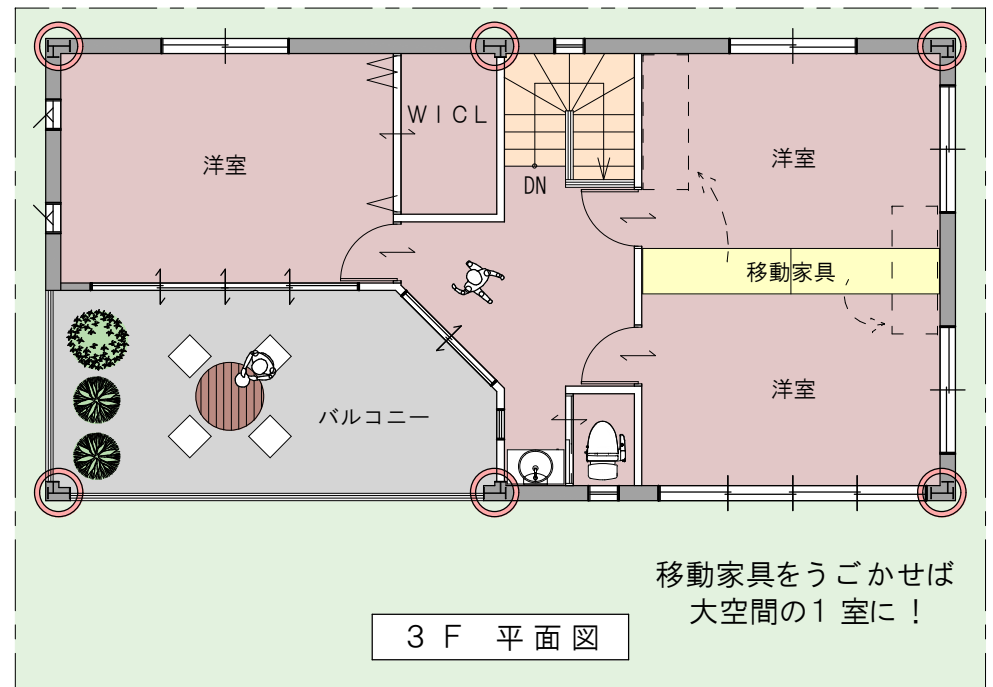 WICL
洋室
洋室
DN
移動家具
洋室
バルコニー
移動家具をうごかせば
大空間の1室に！
3F 平面図